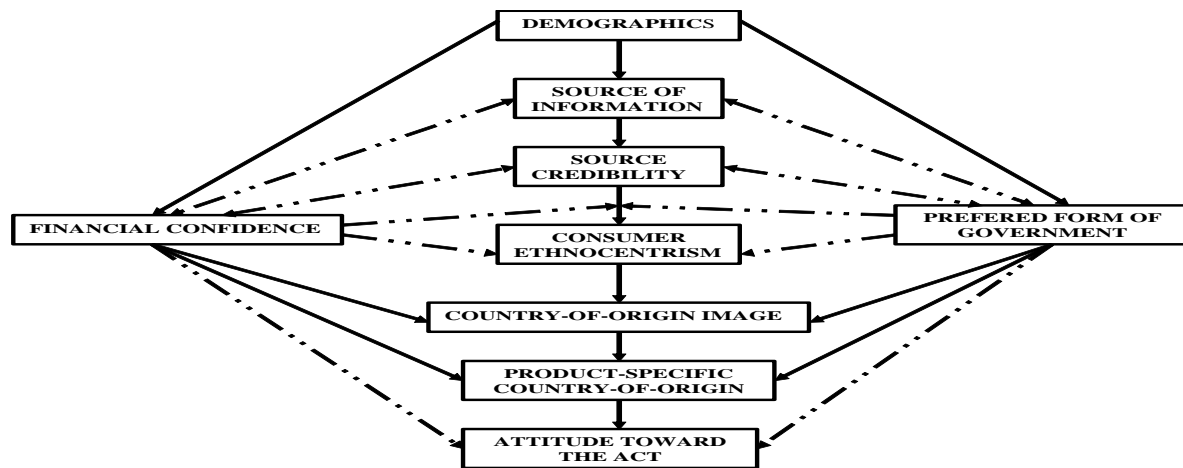 DEMOGRAPHICS
SOURCE OF
INFORMATION
SOURCE
CREDIBILITY
FINANCIAL CONFIDENCE
PREFERED FORM OF
GOVERNMENT
CONSUMER
ETHNOCENTRISM
COUNTRY-OF-ORIGIN IMAGE
PRODUCT-SPECIFIC
COUNTRY-OF-ORIGIN
ATTITUDE TOWARD
THE ACT